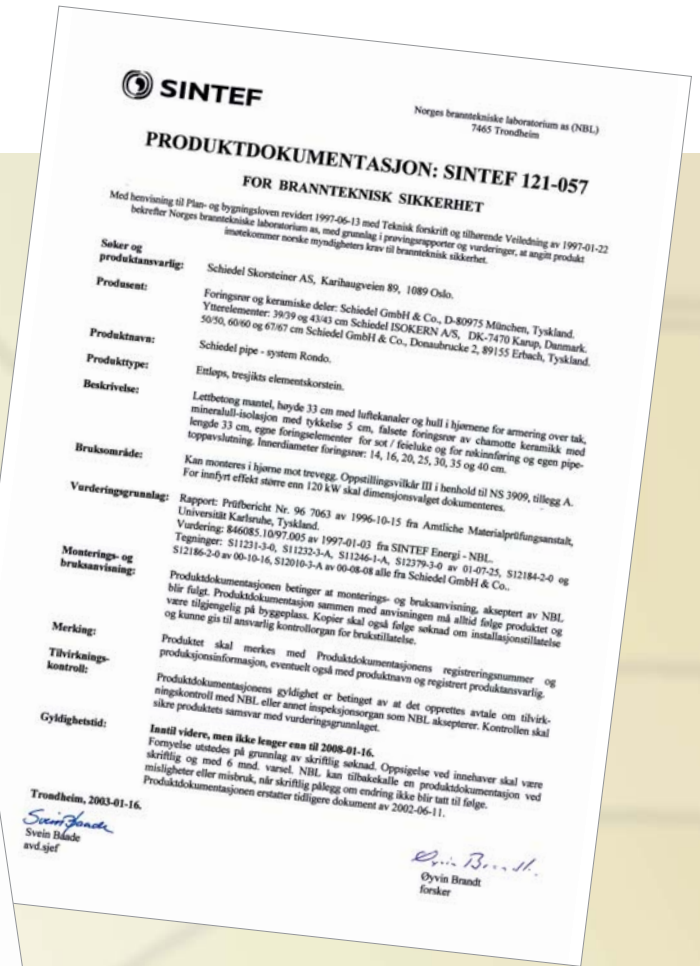 SINTEF
Norges branntekniske laboratorium as (NBL)
7465 Trondheim
PRODUKTDOKUMENTASJON: SINTEF 121-057
FOR BRANNTEKNISK SIKKERHET
Med henvisning til Plan- og bygningsloven revidert 1997-06-13 med Teknisk forskrift og tilhørende Veiledning av 1997-01-22
bekrefter Norges branntekniske laboratorium as, med grunnlag i prøvingsrapporter og vurderinger, at angitt produkt
imøtekommer norske myndigheters krav til brannteknisk sikkerhet.
Søker og
produktansvarlig:
Schiedel Skorsteiner AS, Karihaugveien 89, 1089 Oslo.
Produsent:
Foringsrør og keramiske deler: Schiedel GmbH & Co., D-80975 München, Tyskland.
Ytterelementer: 39/39 og 43/43 cm Schiedel ISOKERN A/S, DK-7470 Karup, Danmark.
50/50, 60/60 og 67/67 cm Schiedel GmbH & Co., Donaubrucke 2, 89155 Erbach, Tyskland.
Produktnavn:
Schiedel pipe - system Rondo.
Produkttype:
Ettløps, tresjikts elementskorstein.
Beskrivelse:
Lettbetong mantel, høyde 33 cm med luftekanaler og hull i hjørnene for armering over tak,
mineralull-isolasjon med tykkelse 5 cm, falsete foringsrør av chamotte keramikk med
lengde 33 cm, egne foringselementer for sot / feieluke og for røkinnføring og egen pipe-
toppavslutning. Innerdiameter foringsrør: 14, 16, 20, 25, 30, 35 og 40 cm.
Bruksområde:
Kan monteres i hjørne mot trevegg. Oppstillingsvilkår III i henhold til NS 3909, tillegg A.
For innfyrt effekt større enn 120 kW skal dimensjonsvalget dokumenteres.
Vurderingsgrunnlag:
Rapport: Prüfbericht Nr. 96 7063 av 1996-10-15 fra Amtliche Materialprüfungsanstalt,
Universität Karlsruhe, Tyskland.
Vurdering: 846085.10/97.005 av 1997-01-03 fra SINTEF Energi - NBL.
Tegninger: S11231-3-0, S11232-3-A, S11246-1-A, S12379-3-0 av 01-07-25, S12184-2-0 og
S12186-2-0 av 00-10-16, S12010-3-A av 00-08-08 alle fra Schiedel GmbH & Co..
Monterings- og
bruksanvisning:
Produktdokumentasjonen betinger at monterings- og bruksanvisning, akseptert av NBL
blir fulgt. Produktdokumentasjon sammen med anvisningen må alltid følge produktet og
være tilgjengelig på byggeplass. Kopier skal også følge søknad om installasjonstillatelse
og kunne gis til ansvarlig kontrollorgan for brukstillatelse.
Merking:
Produktet skal merkes med Produktdokumentasjonens registreringsnummer og
produksjonsinformasjon, eventuelt også med produktnavn og registrert produktansvarlig.
Tilvirknings-
kontroll:
Produktdokumentasjonens gyldighet er betinget av at det opprettes avtale om tilvirk-
ningskontroll med NBL eller annet inspeksjonsorgan som NBL aksepterer. Kontrollen skal
sikre produktets samsvar med vurderingsgrunnlaget.
Gyldighetstid:
Inntil videre, men ikke lenger enn til 2008-01-16.
Fornyelse utstedes på grunnlag av skriftlig søknad. Oppsigelse ved innehaver skal være
skriftlig og med 6 mnd. varsel. NBL kan tilbakekalle en produktdokumentasjon ved
misligheter eller misbruk, når skriftlig pålegg om endring ikke blir tatt til følge.
Produktdokumentasjonen erstatter tidligere dokument av 2002-06-11.
Trondheim, 2003-01-16.
Svein Baade
Svein Baade
avd.sjef
Øyvin Brandt
Øyvin Brandt
forsker